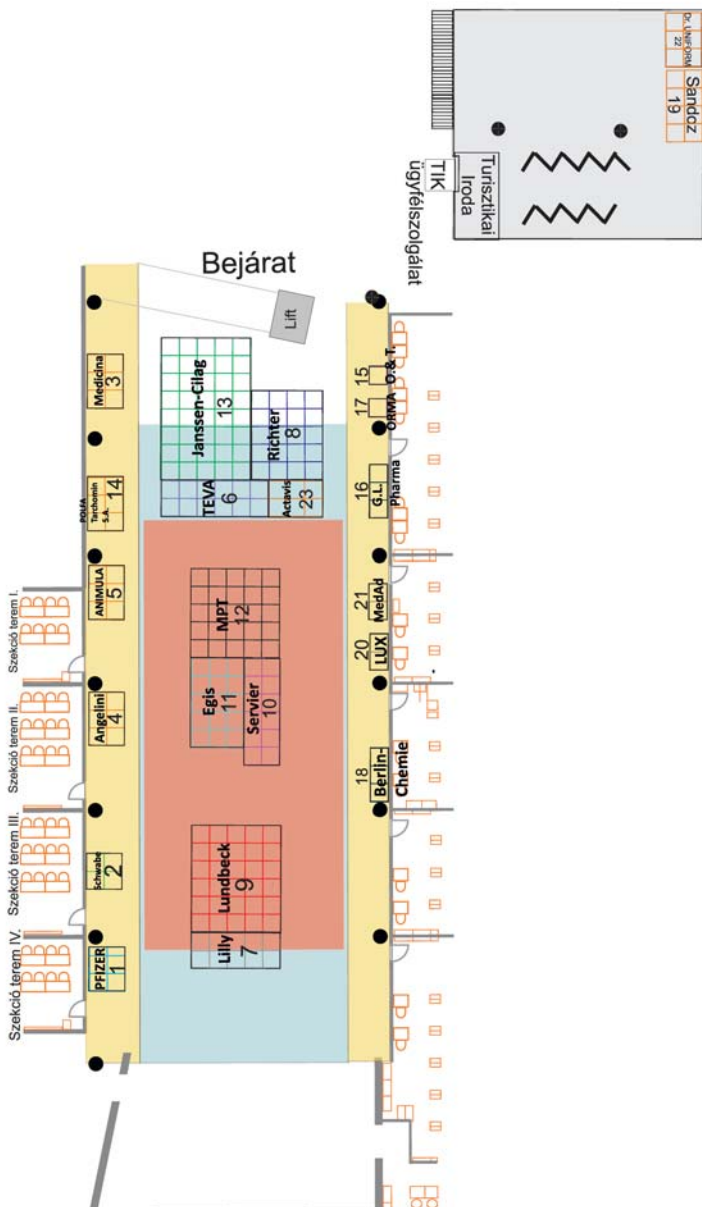 Dr. UNIFORM
22
Sandoz
19
Turisztikai
Iroda
TIK
ügyfélszolgálat
Bejárat
Lift
Medicina
3
Janssen-Cilag
13
Richter
8
15
O.& T.
17
ORMA
POLFA
Tarchomin
S.A.
14
TEVA
6
Actavis
23
16
G.L.
Pharma
ANIMULA
5
MPT
12
21
MedAd
20
LUX
Egis
11
Servier
10
Angelini
4
18
Berlin-
Chemie
Schwabe
2
Lundbeck
9
Lilly
7
PFIZER
1
Szekció terem I.
Szekció terem II.
Szekció terem III.
Szekció terem IV.